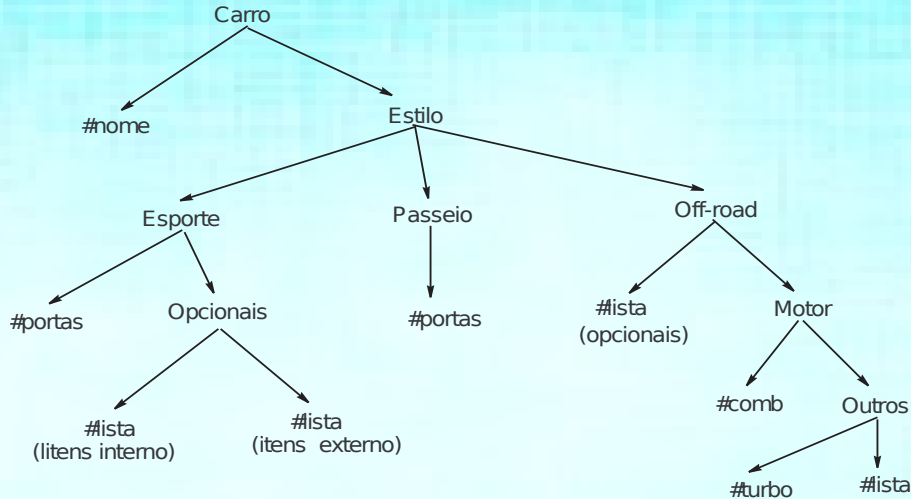 Carro
#nome
Estilo
Esporte
Passeio
Off-road
#portas
Opcionais
#portas
#lista
(opcionais)
Motor
#lista
(litens interno)
#lista
(itens externo)
#comb
Outros
#turbo
#lista